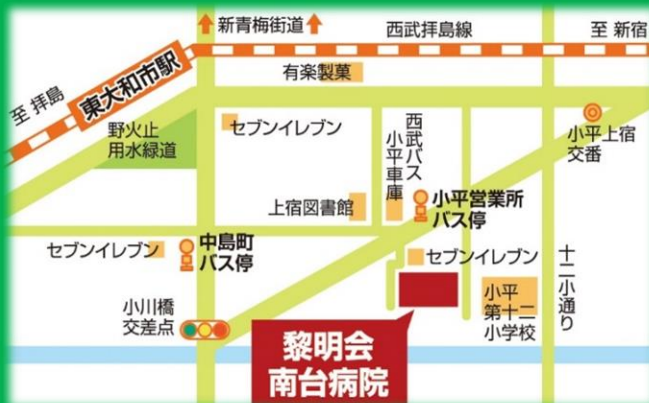 新青梅街道
西武拝島線
至 新宿
有楽製菓
東大和市駅
至 拝島
野火止
用水緑道
セブンイレブン
西武バス
小平車庫
小平上宿
交番
上宿図書館
小平営業所
バス停
セブンイレブン
中島町
バス停
セブンイレブン
十二小通り
小平
第十二
小学校
小川橋
交差点
黎明会
南台病院